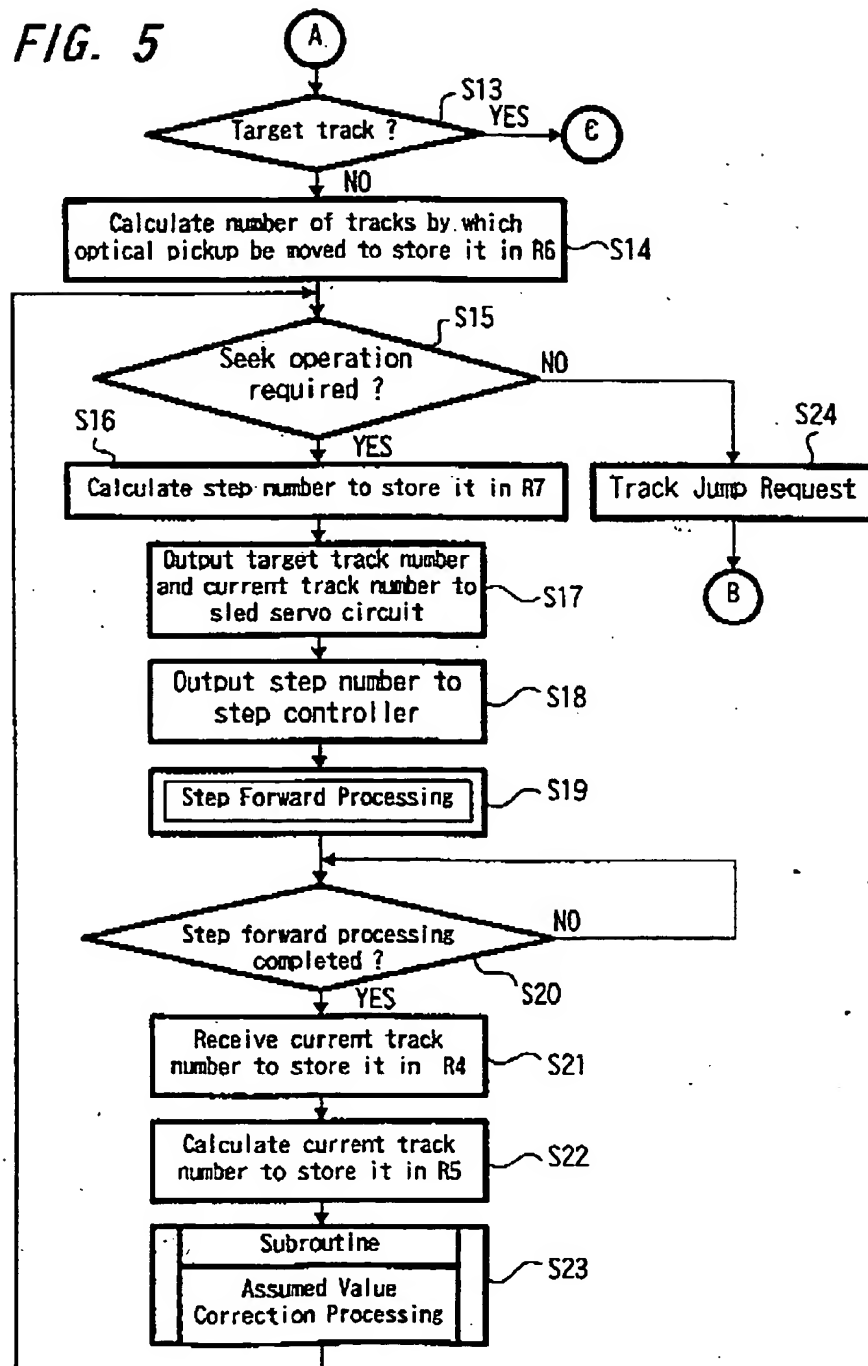 FIG. 5
A
S13
Target track ?
YES
C
NO
Calculate number of tracks by which
optical pickup be moved to store it in R6
S14
S15
Seek operation
required ?
NO
S16
YES
S24
Calculate step number to store it in R7
Track Jump Request
Output target track number
and current track number to
sled servo circuit
S17
B
Output step number to
step controller
S18
Step Forward Processing
S19
Step forward processing
completed ?
NO
S20
YES
Receive current track
number to store it in R4
S21
Calculate current track
number to store it in R5
S22
Subroutine
Assumed Value
Correction Processing
S23